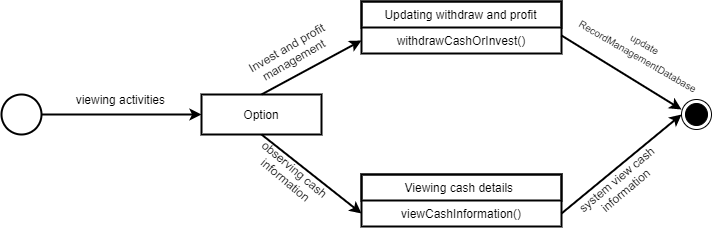 viewing activities
Option
Invest and profit
management
Updating withdraw and profit
withdrawCashOrInvest()
update
RecordManagementDatabase
observing cash
information
Viewing cash details
viewCashInformation()
system view cash
information